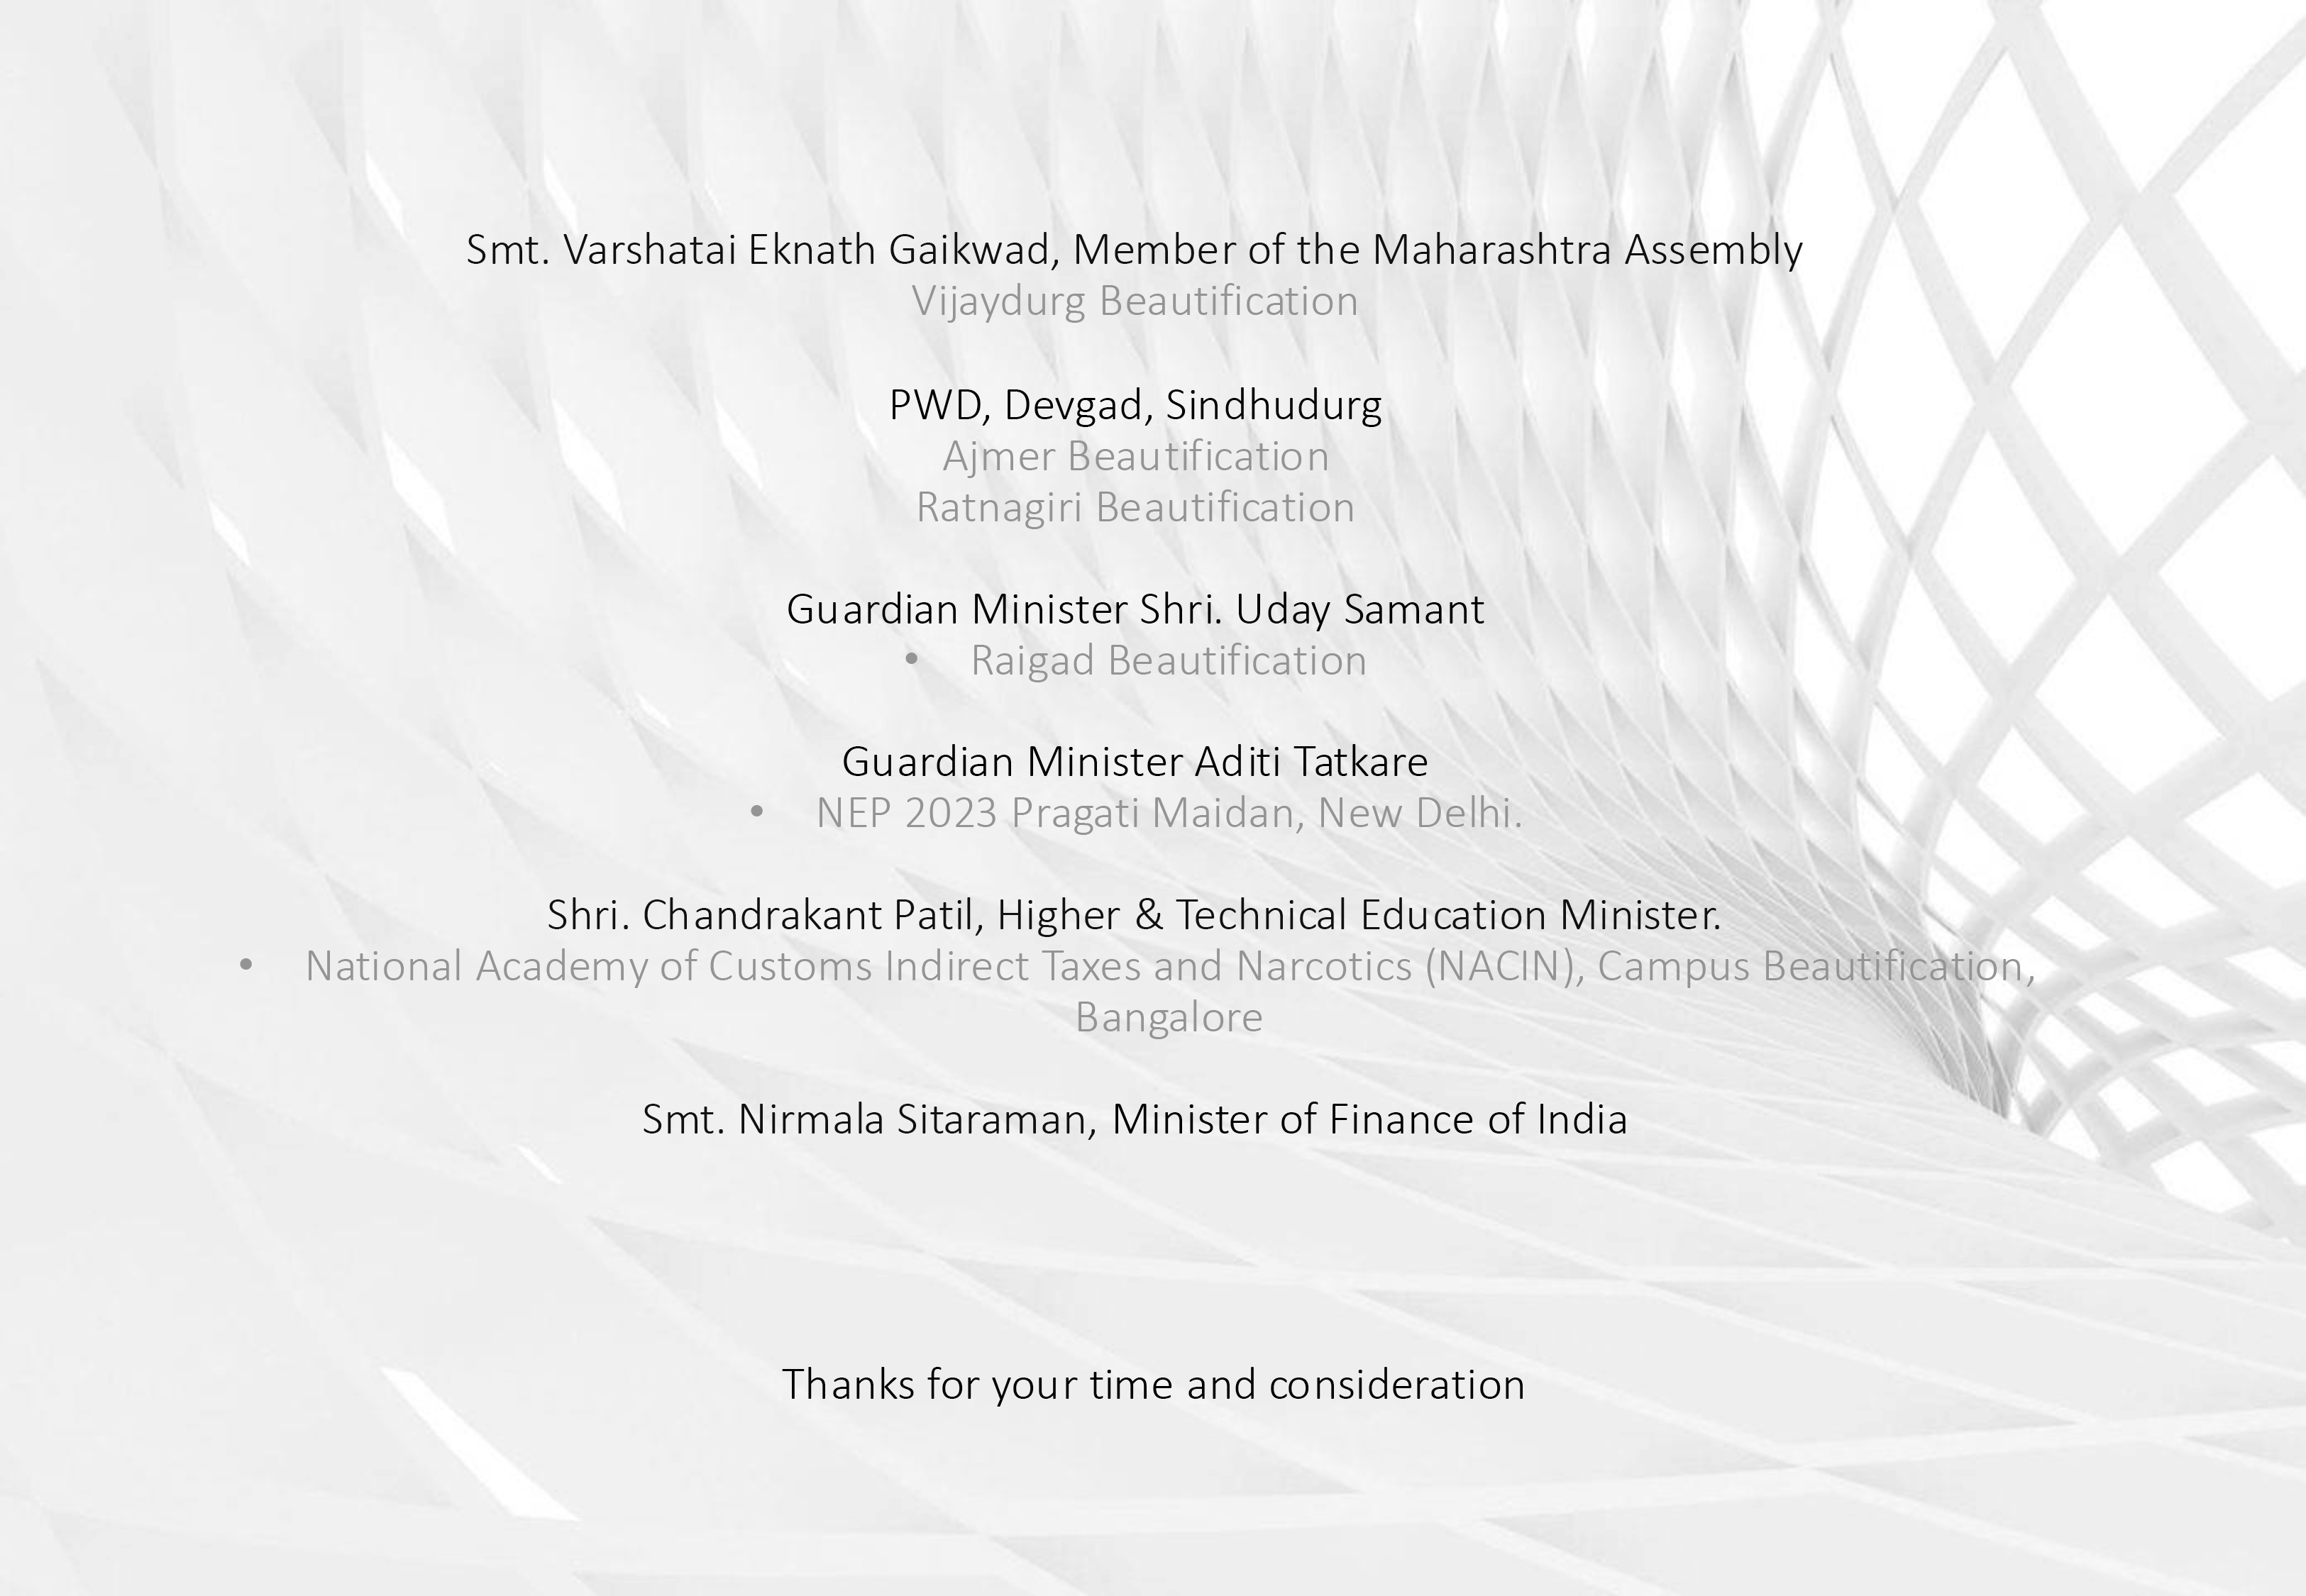 Smt. Varshatai Eknath Gaikwad, Member of the Maharashtra Assembly
Vijaydurg Beautification
PWD, Devgad, Sindhudurg
Ajmer Beautification
Ratnagiri Beautification
Guardian Minister Shri. Uday Samant
• Raigad Beautification
Guardian Minister Aditi Tatkare
• NEP 2023 Pragati Maidan, New Delhi.
Shri. Chandrakant Patil, Higher & Technical Education Minister.
• National Academy of Customs Indirect Taxes and Narcotics (NACIN), Campus Beautification,
Bangalore
Smt. Nirmala Sitaraman, Minister of Finance of India
Thanks for your time and consideration